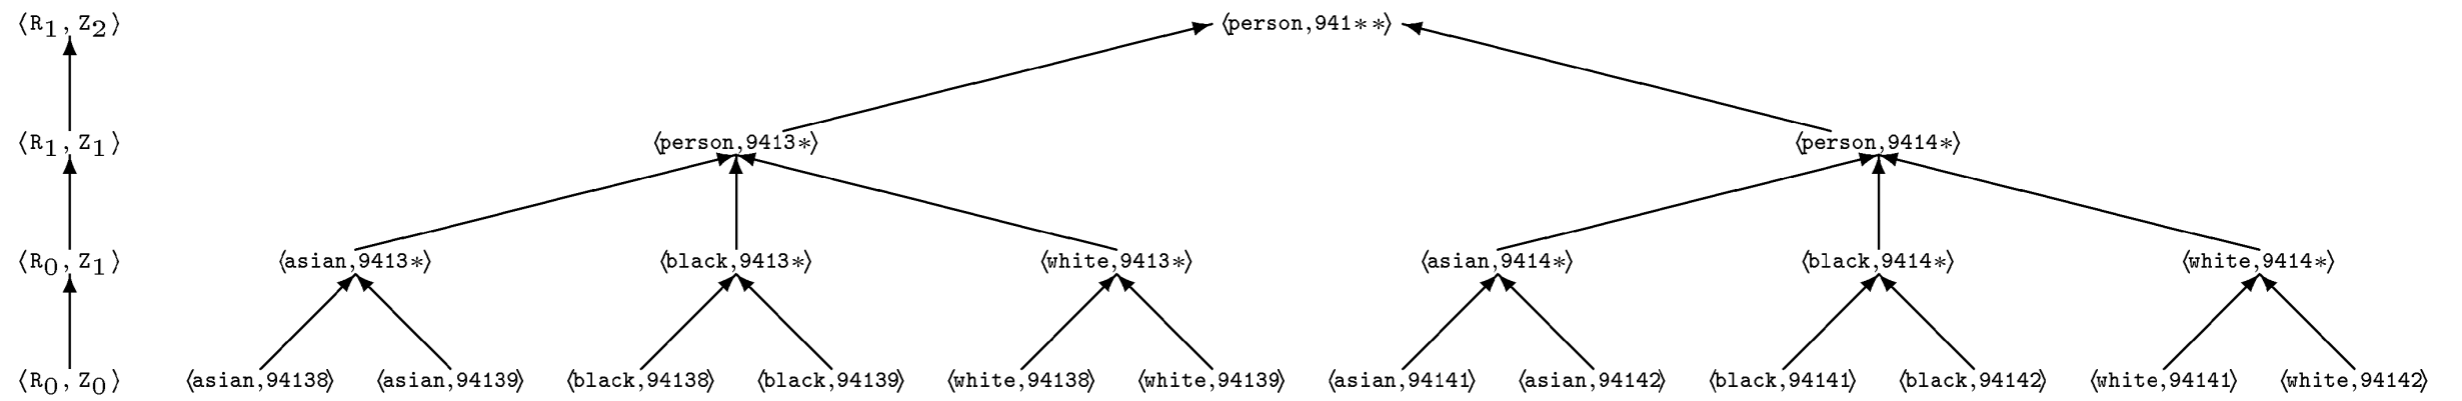 ⟨R₁, Z₂⟩ ⟨person,941∗∗⟩
⟨R₁, Z₁⟩ ⟨person,9413∗⟩ ⟨person,9414∗⟩
⟨R₀, Z₁⟩ ⟨asian,9413∗⟩ ⟨black,9413∗⟩ ⟨white,9413∗⟩ ⟨asian,9414∗⟩ ⟨black,9414∗⟩ ⟨white,9414∗⟩
⟨R₀, Z₀⟩ ⟨asian,94138⟩ ⟨asian,94139⟩ ⟨black,94138⟩ ⟨black,94139⟩ ⟨white,94138⟩ ⟨white,94139⟩ ⟨asian,94141⟩ ⟨asian,94142⟩ ⟨black,94141⟩ ⟨black,94142⟩ ⟨white,94141⟩ ⟨white,94142⟩